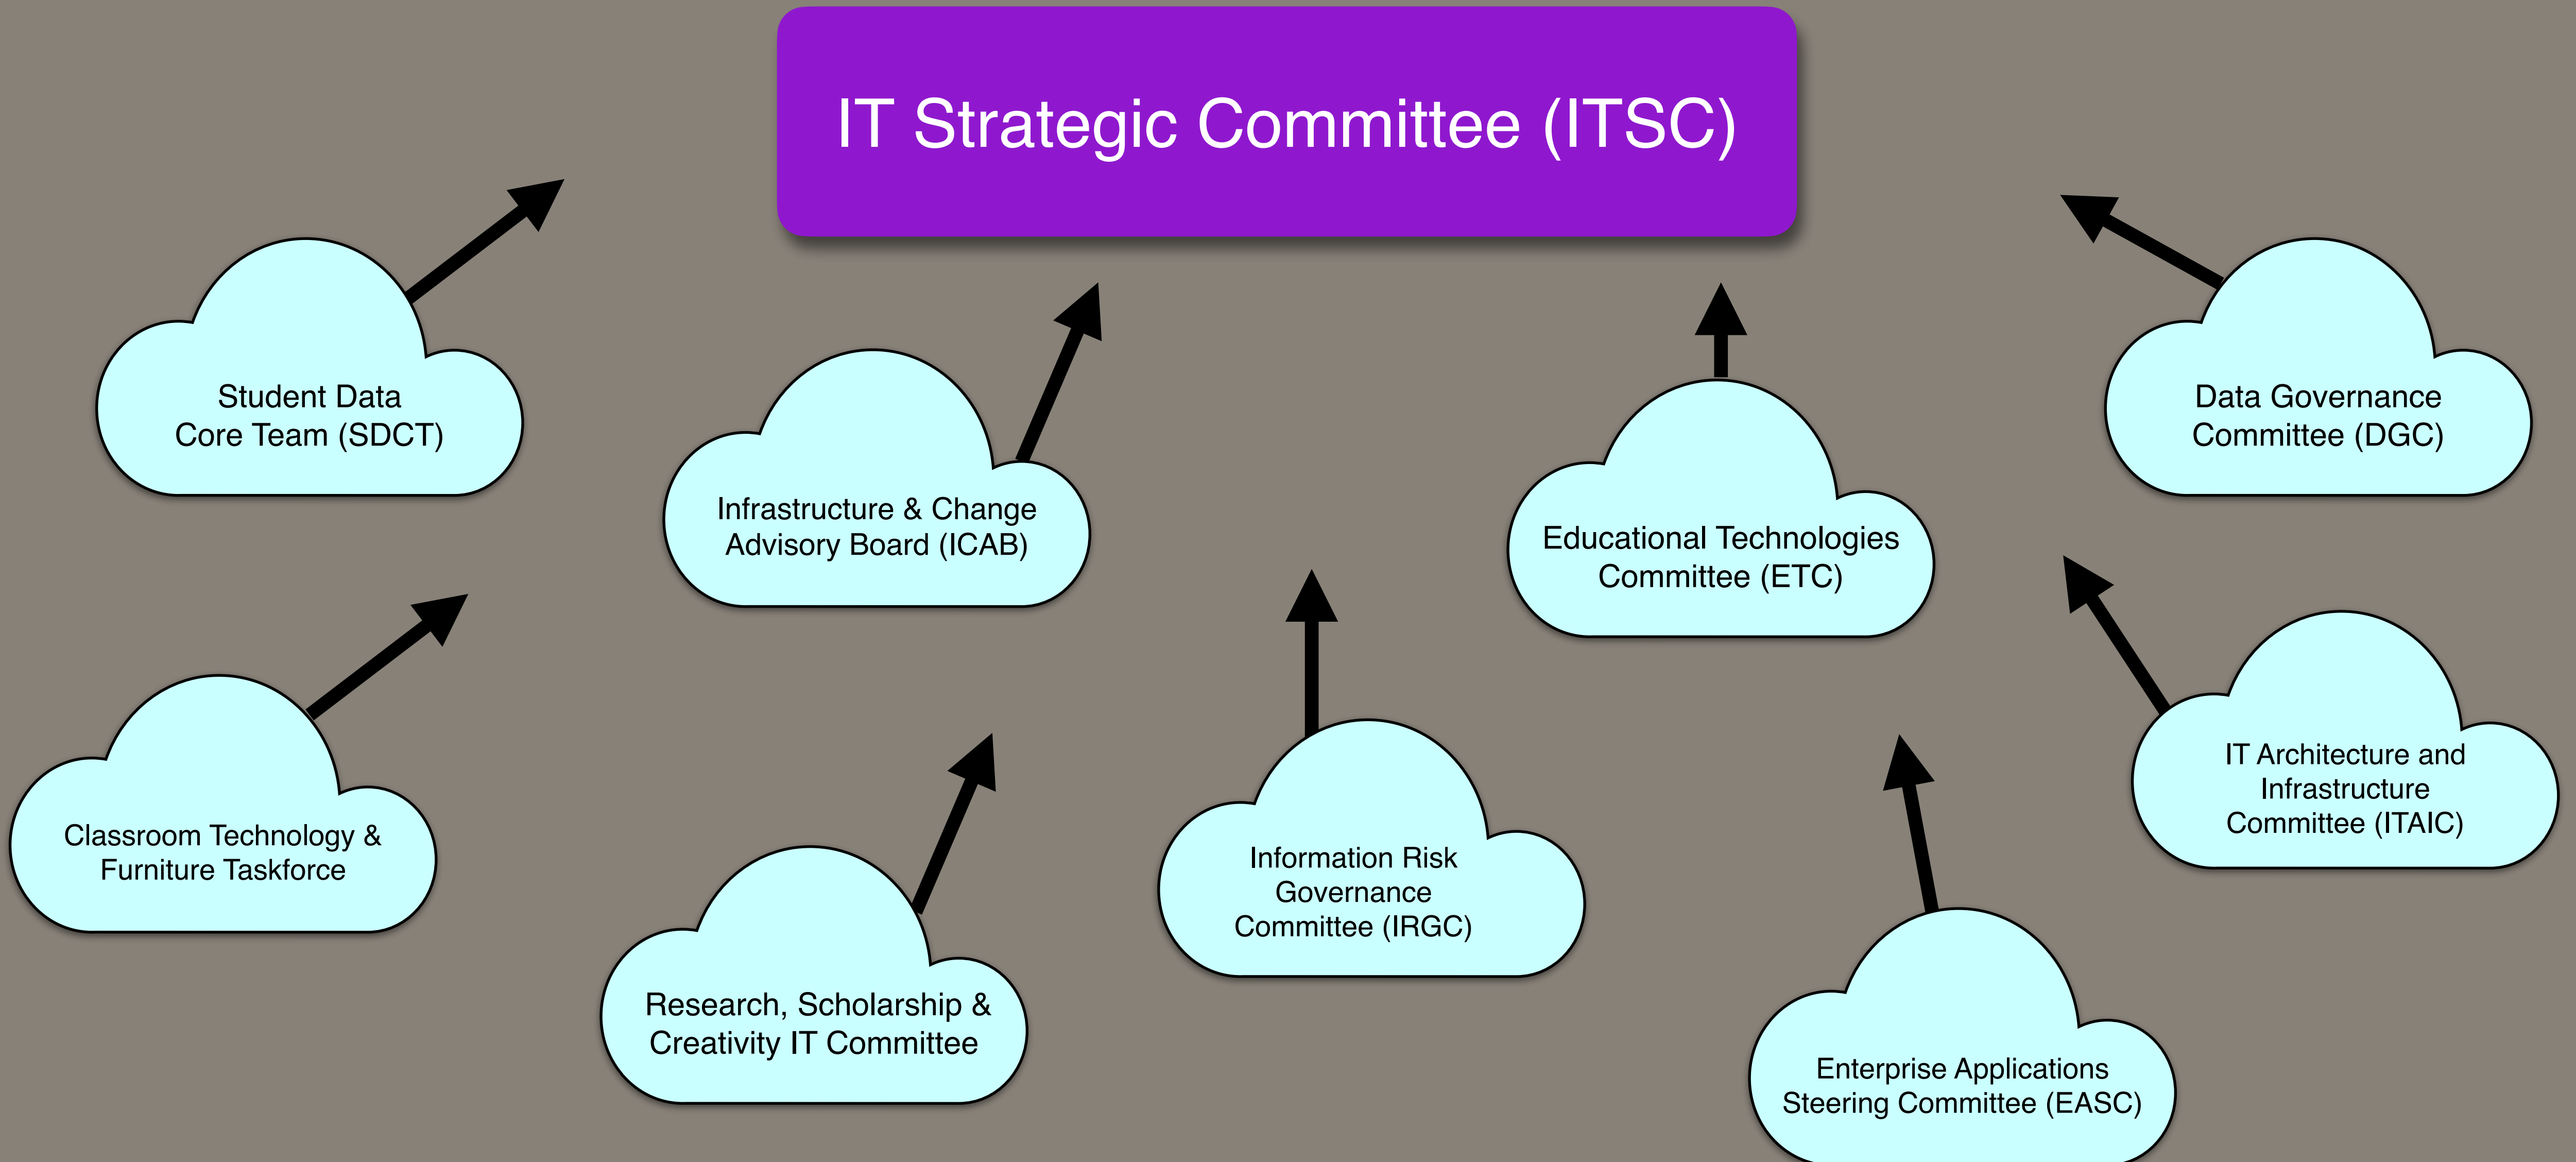 IT Strategic Committee (ITSC)
Student Data
Core Team (SDCT)
Infrastructure & Change
Advisory Board (ICAB)
Educational Technologies
Committee (ETC)
Data Governance
Committee (DGC)
Classroom Technology &
Furniture Taskforce
Research, Scholarship &
Creativity IT Committee
Information Risk
Governance
Committee (IRGC)
IT Architecture and
Infrastructure
Committee (ITAIC)
Enterprise Applications
Steering Committee (EASC)